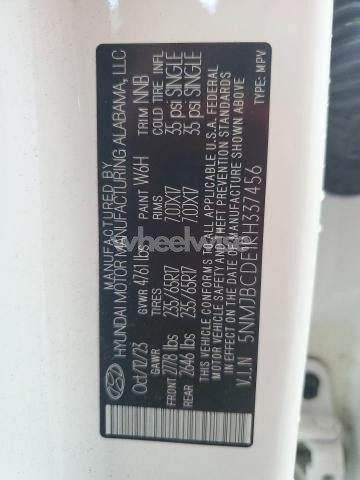 MANUFACTURED BY
HYUNDAI MOTOR MANUFACTURING ALABAMA, LLC
Oct/12/23 GVWR 4761 lbs PAINT W6H TRIM NNB
GAWR TIRES RIMS COLD TIRE INFL
FRONT 2778 lbs 235/65R17 7.0JX17 35 psi SINGLE
REAR 2646 lbs 235/65R17 7.0JX17 35 psi SINGLE
THIS VEHICLE CONFORMS TO ALL APPLICABLE U.S.A. FEDERAL
MOTOR VEHICLE SAFETY AND THEFT PREVENTION STANDARDS
IN EFFECT ON THE DATE OF MANUFACTURE SHOWN ABOVE
V.I.N 5NMJBCDE1RH337456 TYPE: MPV